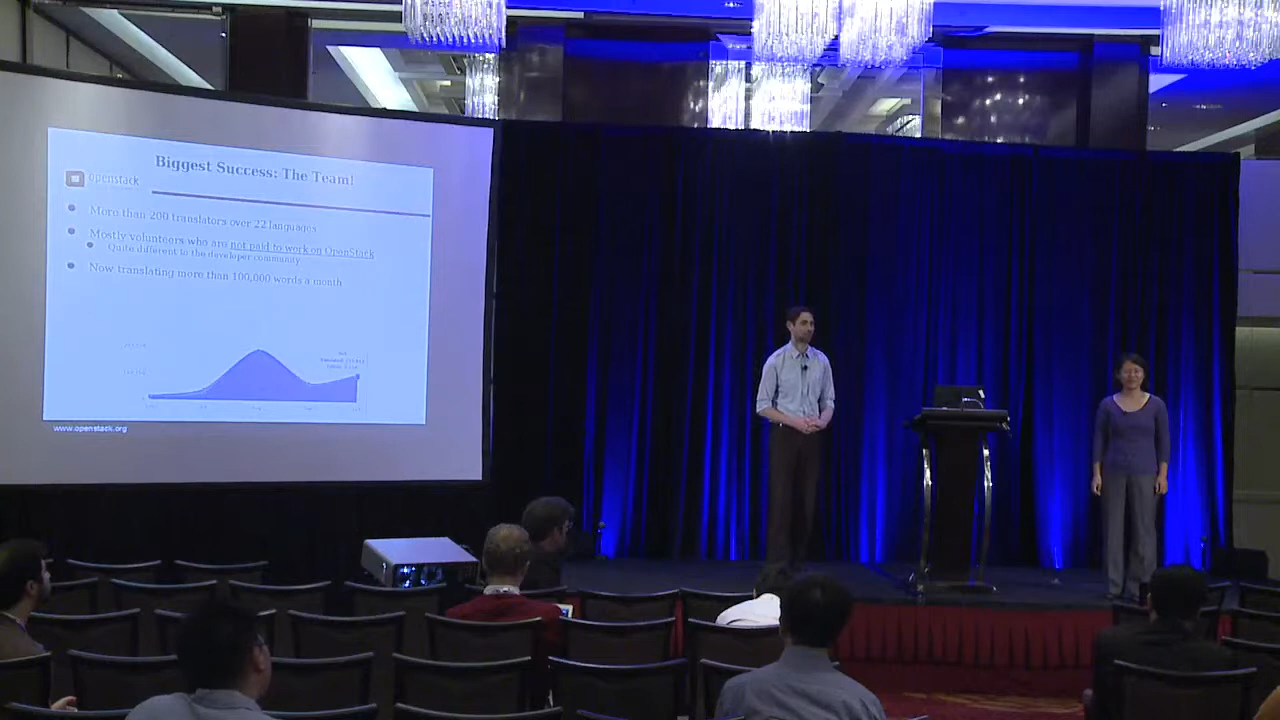 Biggest Success: The Team!
openstack
More than 200 translators over 22 languages
Mostly volunteers who are not paid to work on OpenStack
Quite different to the developer community
Now translating more than 100,000 words a month
www.openstack.org